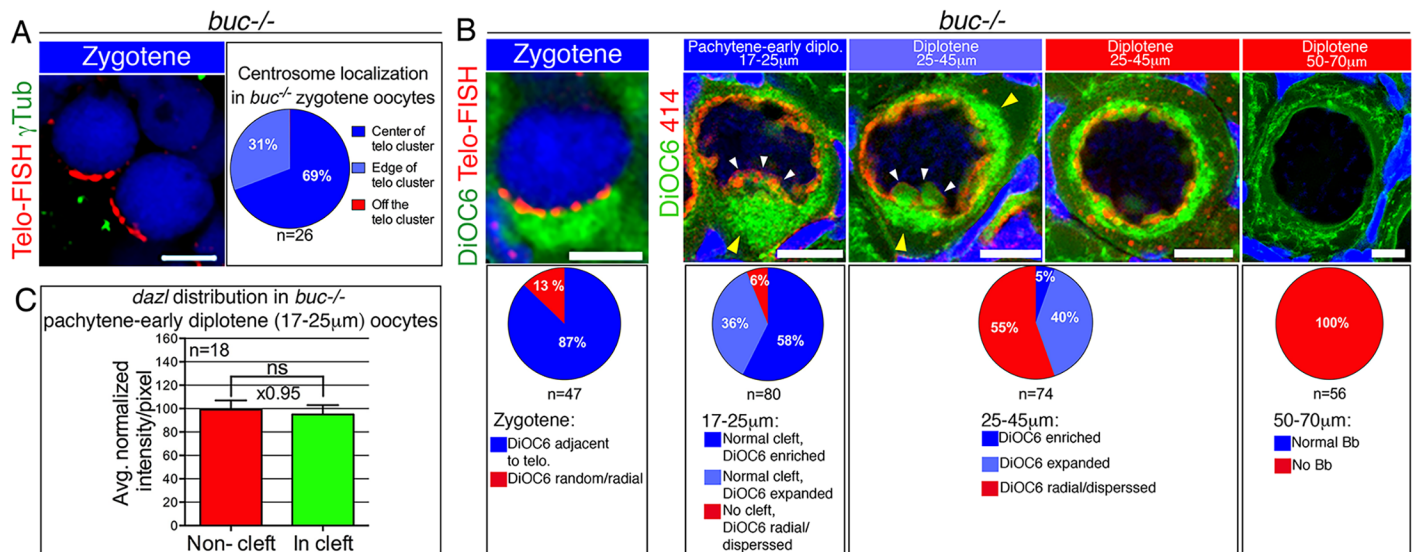 A
buc-/-
Zygotene
Telo-FISH γTub
Centrosome localization
in buc-/- zygotene oocytes
31%
69%
Center of
telo cluster
Edge of
telo cluster
Off the
telo cluster
n=26
B
buc-/-
Zygotene
DiOC6 Telo-FISH
Pachytene-early diplo.
17-25μm
Diplotene
25-45μm
Diplotene
25-45μm
Diplotene
50-70μm
DiOC6 414
13 %
87%
n=47
Zygotene:
DiOC6 adjacent
to telo.
DiOC6 random/radial
6%
36%
58%
n=80
17-25μm:
Normal cleft,
DiOC6 enriched
Normal cleft,
DiOC6 expanded
No cleft,
DiOC6 radial/
disperssed
5%
55%
40%
n=74
25-45μm:
DiOC6 enriched
DiOC6 expanded
DiOC6 radial/disperssed
100%
n=56
50-70μm:
Normal Bb
No Bb
C
dazl distribution in buc-/-
pachytene-early diplotene (17-25μm) oocytes
Avg. normalized
intensity/pixel
160
140
120
100
80
60
40
20
0
n=18
ns
x0.95
Non- cleft
In cleft